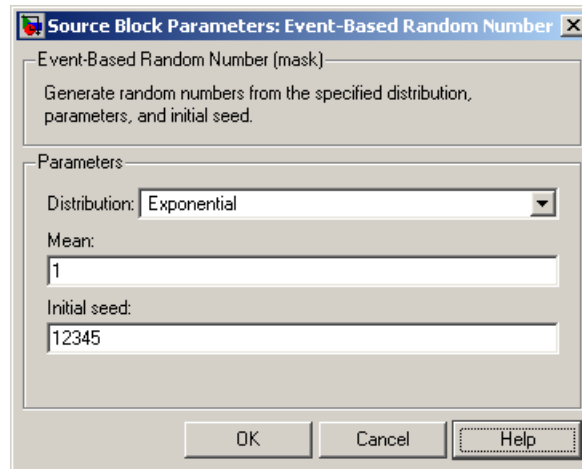 Source Block Parameters: Event-Based Random Number
Event-Based Random Number (mask)
Generate random numbers from the specified distribution,
parameters, and initial seed.
Parameters
Distribution: Exponential
Mean:
1
Initial seed:
12345
OK Cancel Help